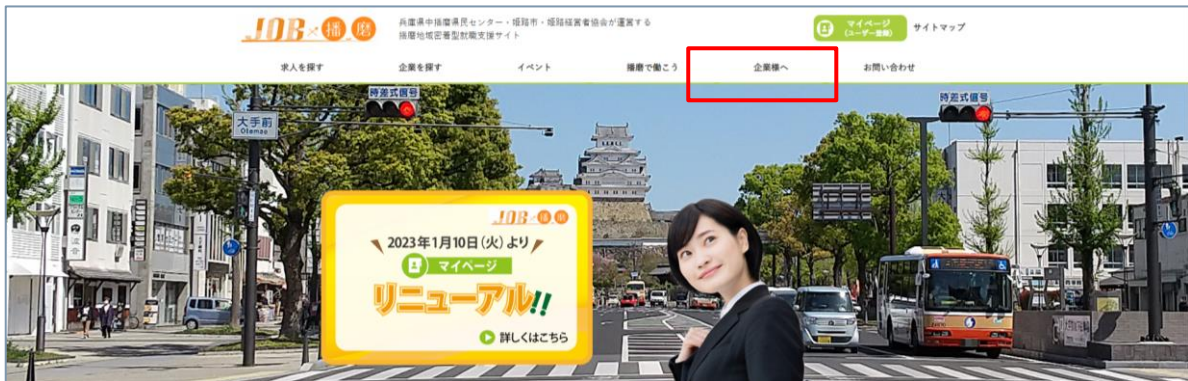 JOB×播磨
兵庫県中播磨県民センター・姫路市・姫路経営者協会が運営する
播磨地域密着型就職支援サイト
マイページ
(ユーザー登録)
サイトマップ
求人を探す
企業を探す
イベント
播磨で働こう
企業様へ
お問い合わせ
時差式信号
時差式信号
大手前
Otemae
JOB×播磨
2023年1月10日(火)より
マイページ
リニューアル!!
詳しくはこちら